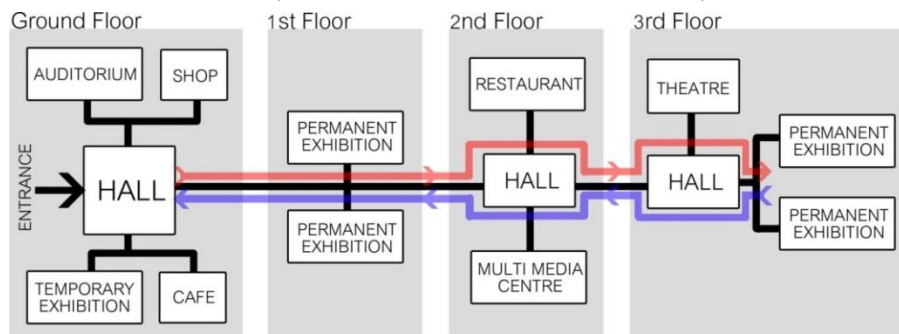 Ground Floor
1st Floor
2nd Floor
3rd Floor
AUDITORIUM
SHOP
ENTRANCE
HALL
TEMPORARY
EXHIBITION
CAFE
PERMANENT
EXHIBITION
PERMANENT
EXHIBITION
RESTAURANT
HALL
MULTI MEDIA
CENTRE
THEATRE
HALL
PERMANENT
EXHIBITION
PERMANENT
EXHIBITION